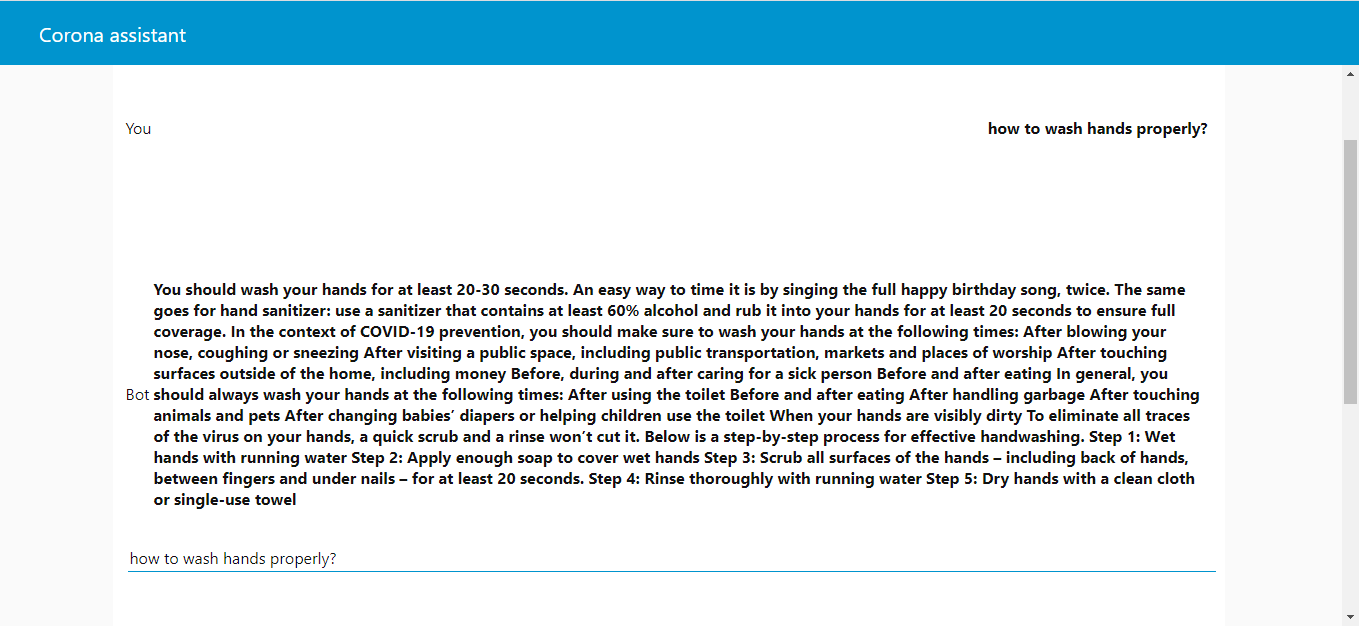 Corona assistant
You
how to wash hands properly?
You should wash your hands for at least 20-30 seconds. An easy way to time it is by singing the full happy birthday song, twice. The same
goes for hand sanitizer: use a sanitizer that contains at least 60% alcohol and rub it into your hands for at least 20 seconds to ensure full
coverage. In the context of COVID-19 prevention, you should make sure to wash your hands at the following times: After blowing your
nose, coughing or sneezing After visiting a public space, including public transportation, markets and places of worship After touching
surfaces outside of the home, including money Before, during and after caring for a sick person Before and after eating In general, you
Bot should always wash your hands at the following times: After using the toilet Before and after eating After handling garbage After touching
animals and pets After changing babies’ diapers or helping children use the toilet When your hands are visibly dirty To eliminate all traces
of the virus on your hands, a quick scrub and a rinse won’t cut it. Below is a step-by-step process for effective handwashing. Step 1: Wet
hands with running water Step 2: Apply enough soap to cover wet hands Step 3: Scrub all surfaces of the hands – including back of hands,
between fingers and under nails – for at least 20 seconds. Step 4: Rinse thoroughly with running water Step 5: Dry hands with a clean cloth
or single-use towel
how to wash hands properly?